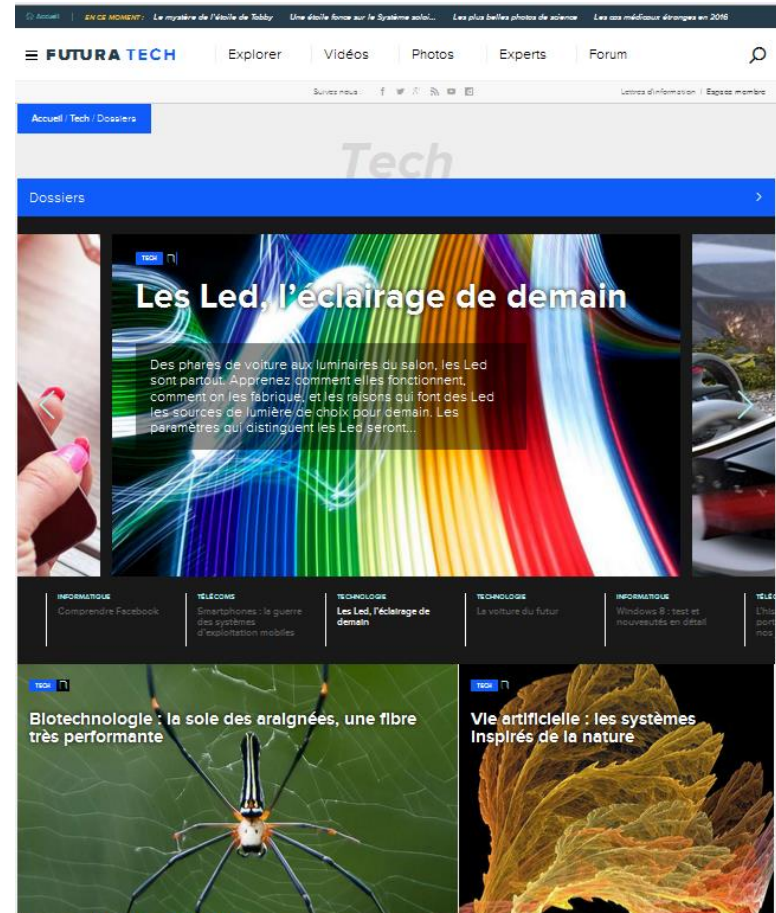 Accueil | EN CE MOMENT : Le mystère de l'étoile de Tabby Une étoile fonce sur le Système solai... Les plus belles photos de science Les cas médicaux étranges en 2016
FUTURA TECH Explorer Vidéos Photos Experts Forum
Suivez nous : Lettres d'information | Espace membre
Accueil / Tech / Dossiers
Tech
Dossiers
TECH
Les Led, l'éclairage de demain
Des phares de voiture aux luminaires du salon, les Led
sont partout. Apprenez comment elles fonctionnent,
comment on les fabrique, et les raisons qui font des Led
les sources de lumière de choix pour demain. Les
paramètres qui distinguent les Led seront...
INFORMATIQUE
Comprendre Facebook
TÉLÉCOMS
Smartphones : la guerre
des systèmes
d'exploitation mobiles
TECHNOLOGIE
Les Led, l'éclairage de
demain
TECHNOLOGIE
La voiture du futur
INFORMATIQUE
Windows 8 : test et
nouveautés en détail
TECH
Biotechnologie : la soie des araignées, une fibre
très performante
TECH
Vie artificielle : les systèmes
inspirés de la nature